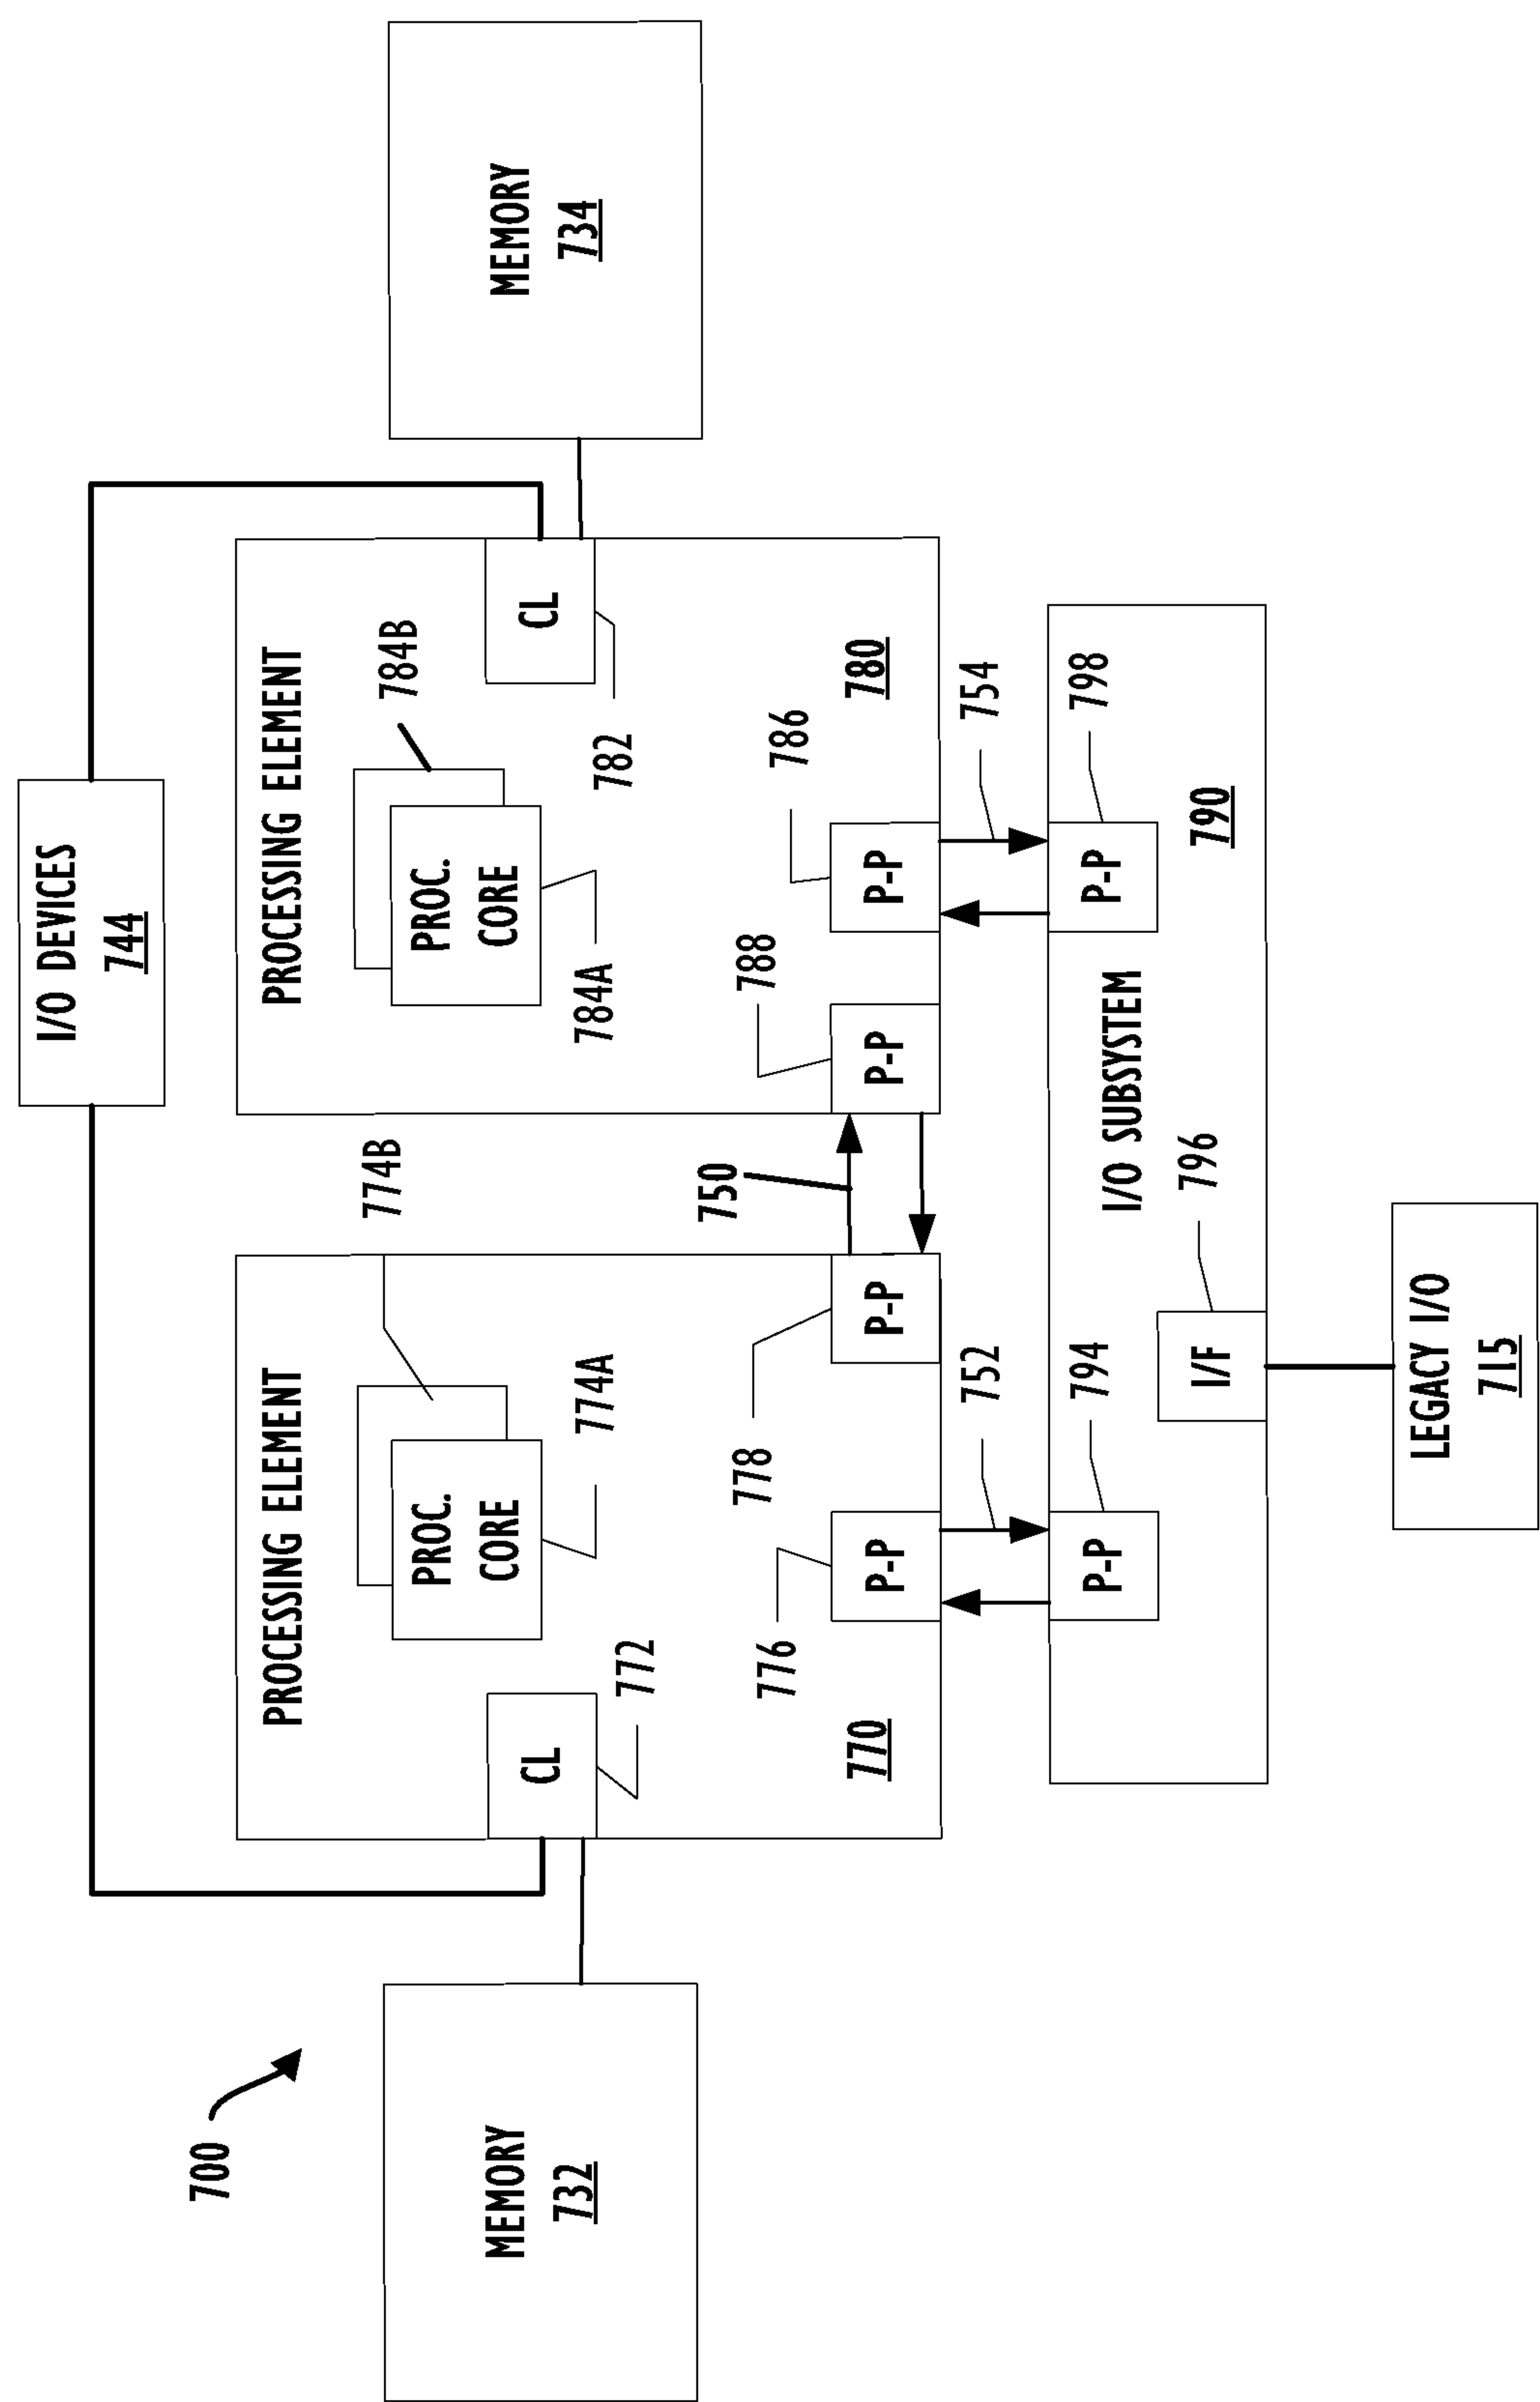 700
I/O DEVICES
744
PROCESSING ELEMENT
774B
PROCESSING ELEMENT
784B
PROC.
CORE
774A
PROC.
CORE
784A
MEMORY
732
CL
772
CL
782
MEMORY
734
778
750
788
786
776
P-P
P-P
P-P
P-P
770
780
752
754
794
798
P-P
P-P
I/O SUBSYSTEM
796
790
I/F
LEGACY I/O
715